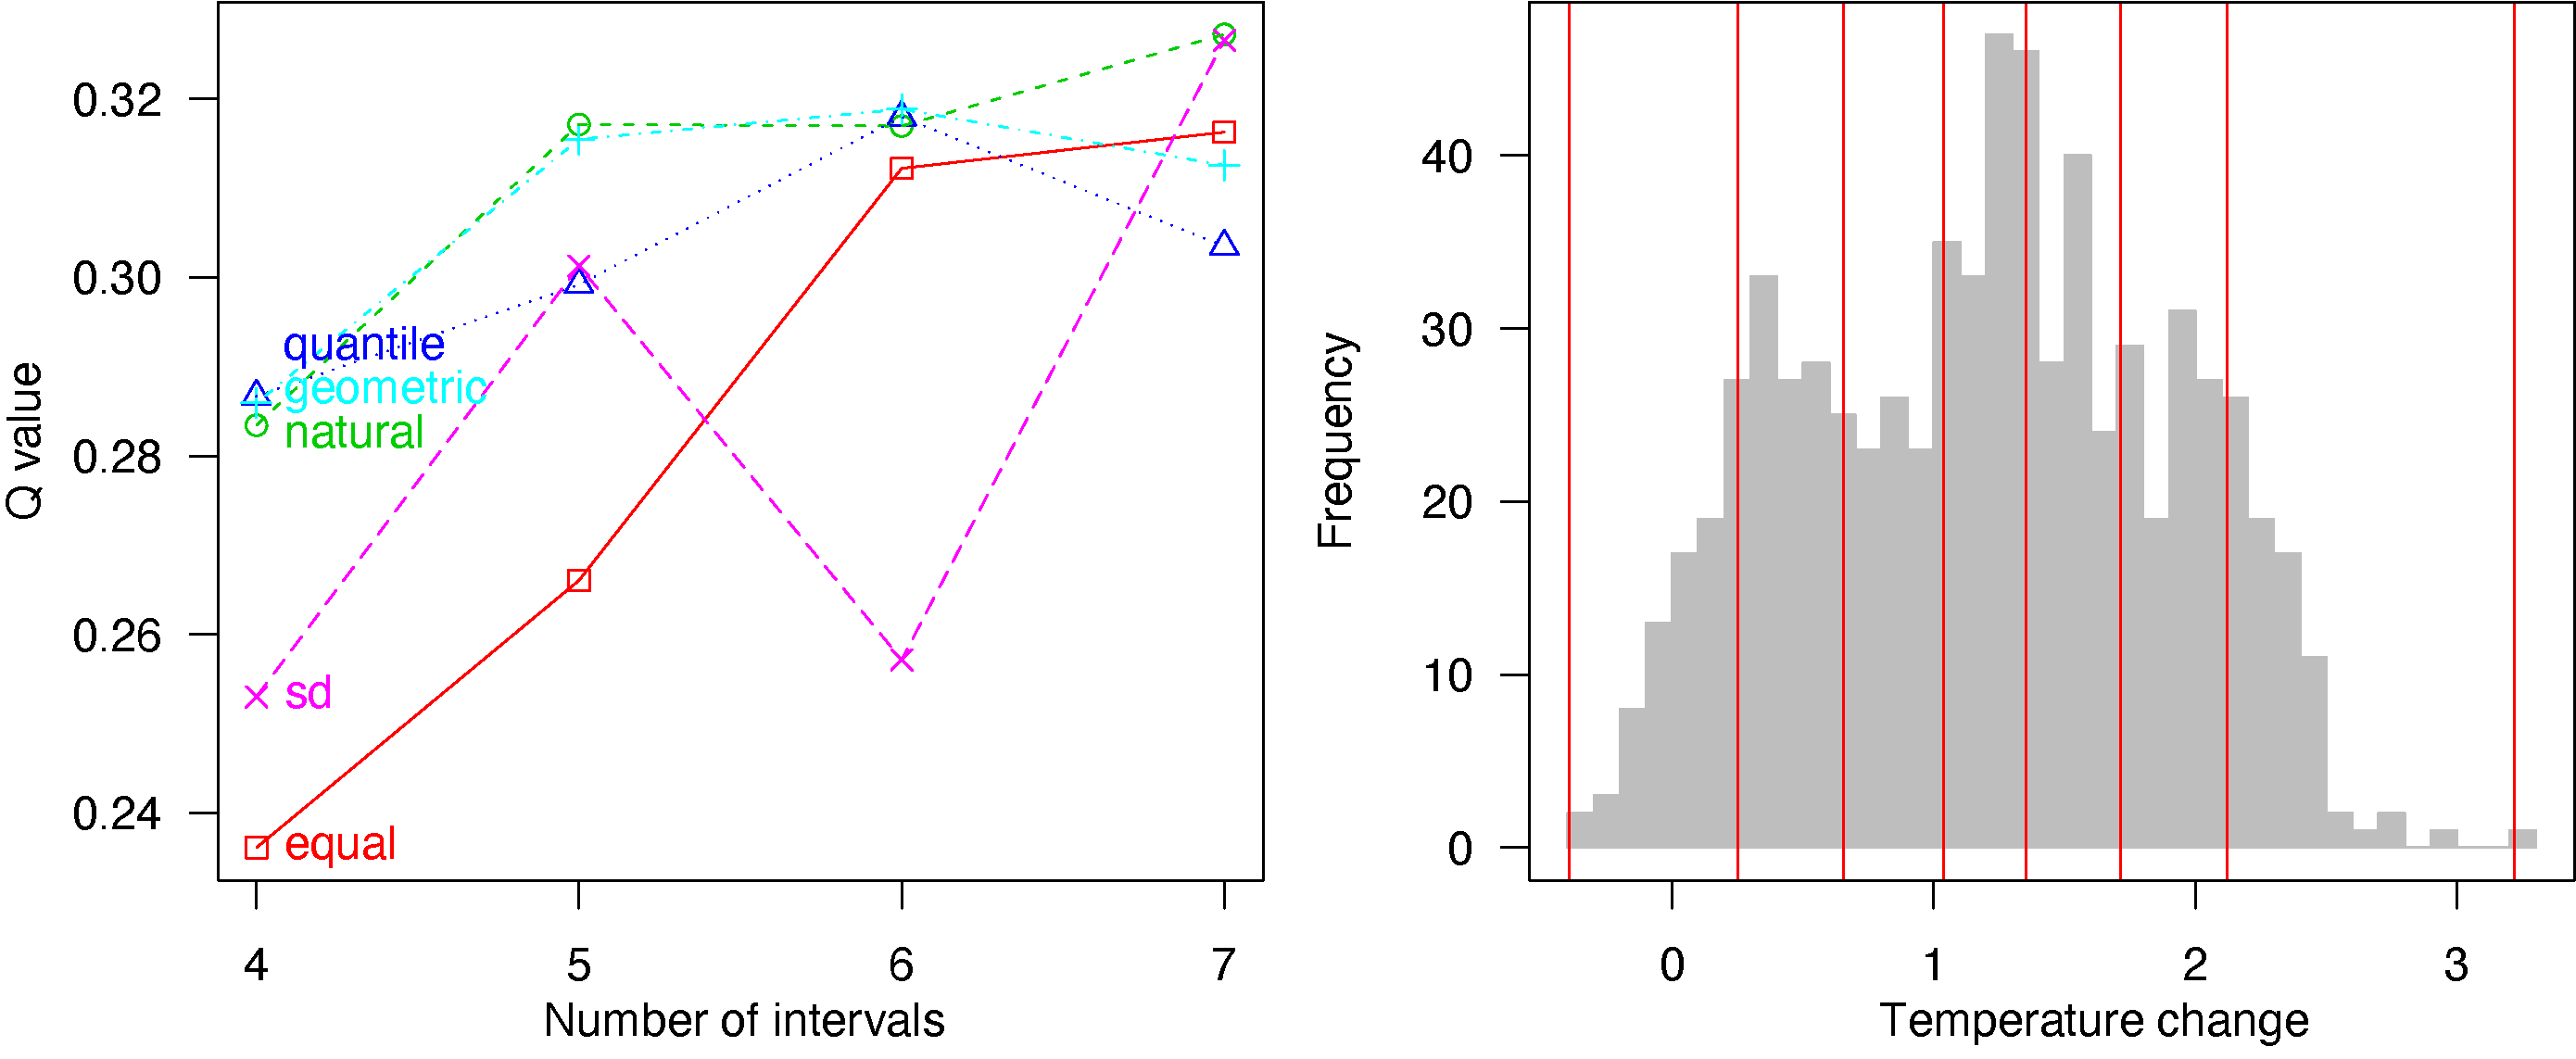 0.32
0.30
0.28
0.26
0.24
Q value
quantile
geometric
natural
sd
equal
4 5 6 7
Number of intervals
40
30
20
10
0
Frequency
0 1 2 3
Temperature change